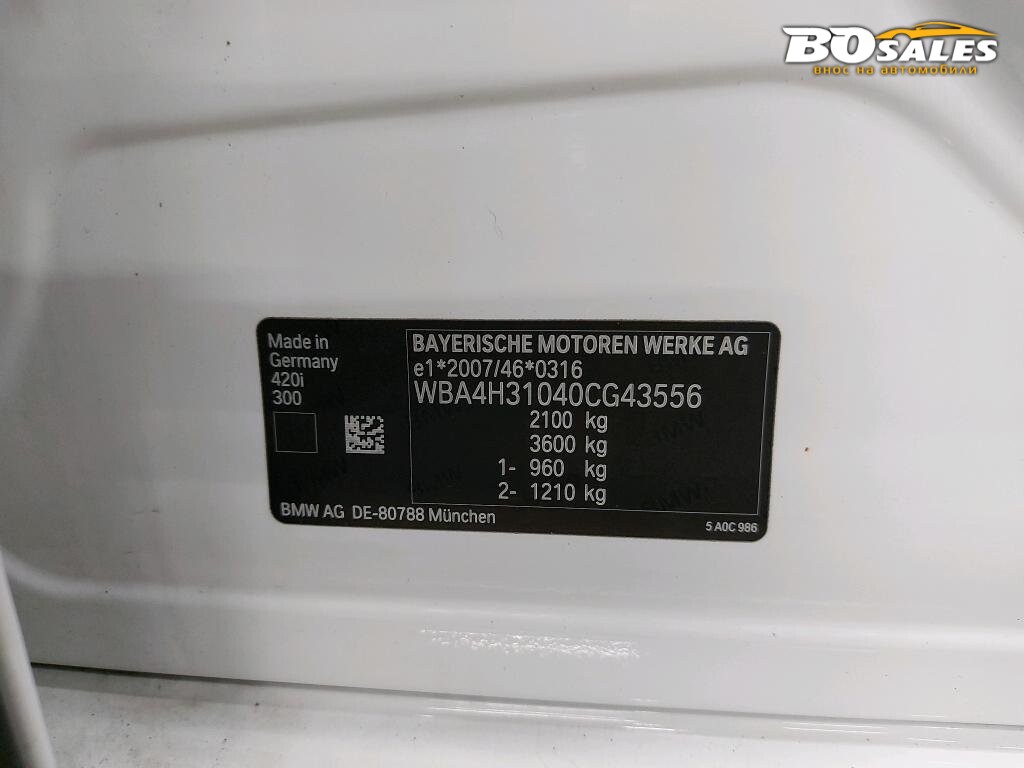 BOSALES
внос на автомобили
Made in
Germany
420i
300
BAYERISCHE MOTOREN WERKE AG
e1*2007/46*0316
WBA4H31040CG43556
2100 kg
3600 kg
1- 960 kg
2- 1210 kg
BMW AG DE-80788 München
5 A0C 986